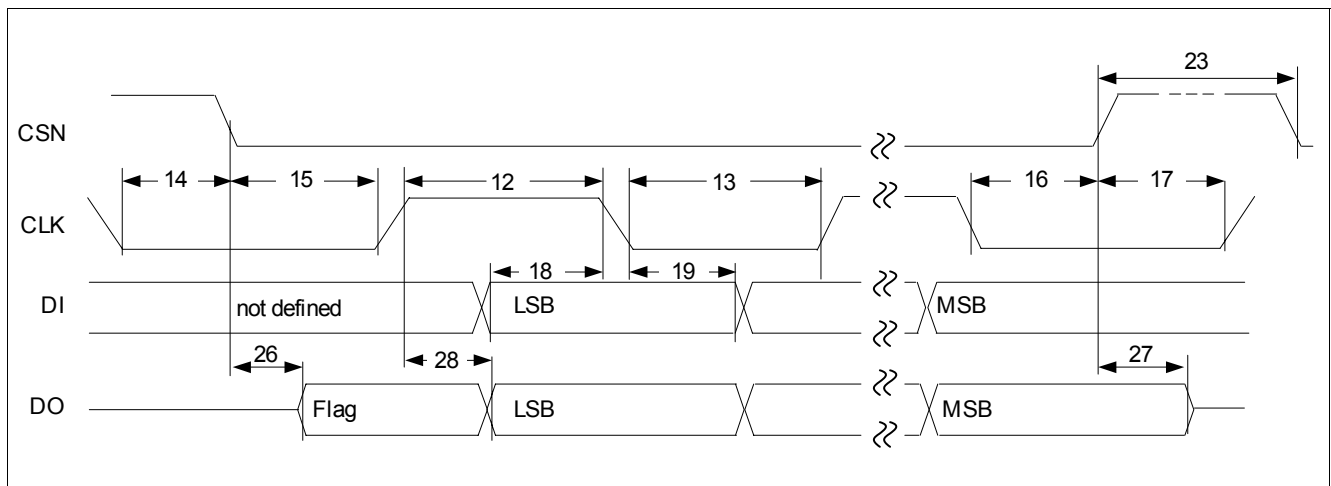 23
CSN
14 15 12 13 16 17
CLK
18 19
DI not defined LSB MSB
26 28 27
DO Flag LSB MSB